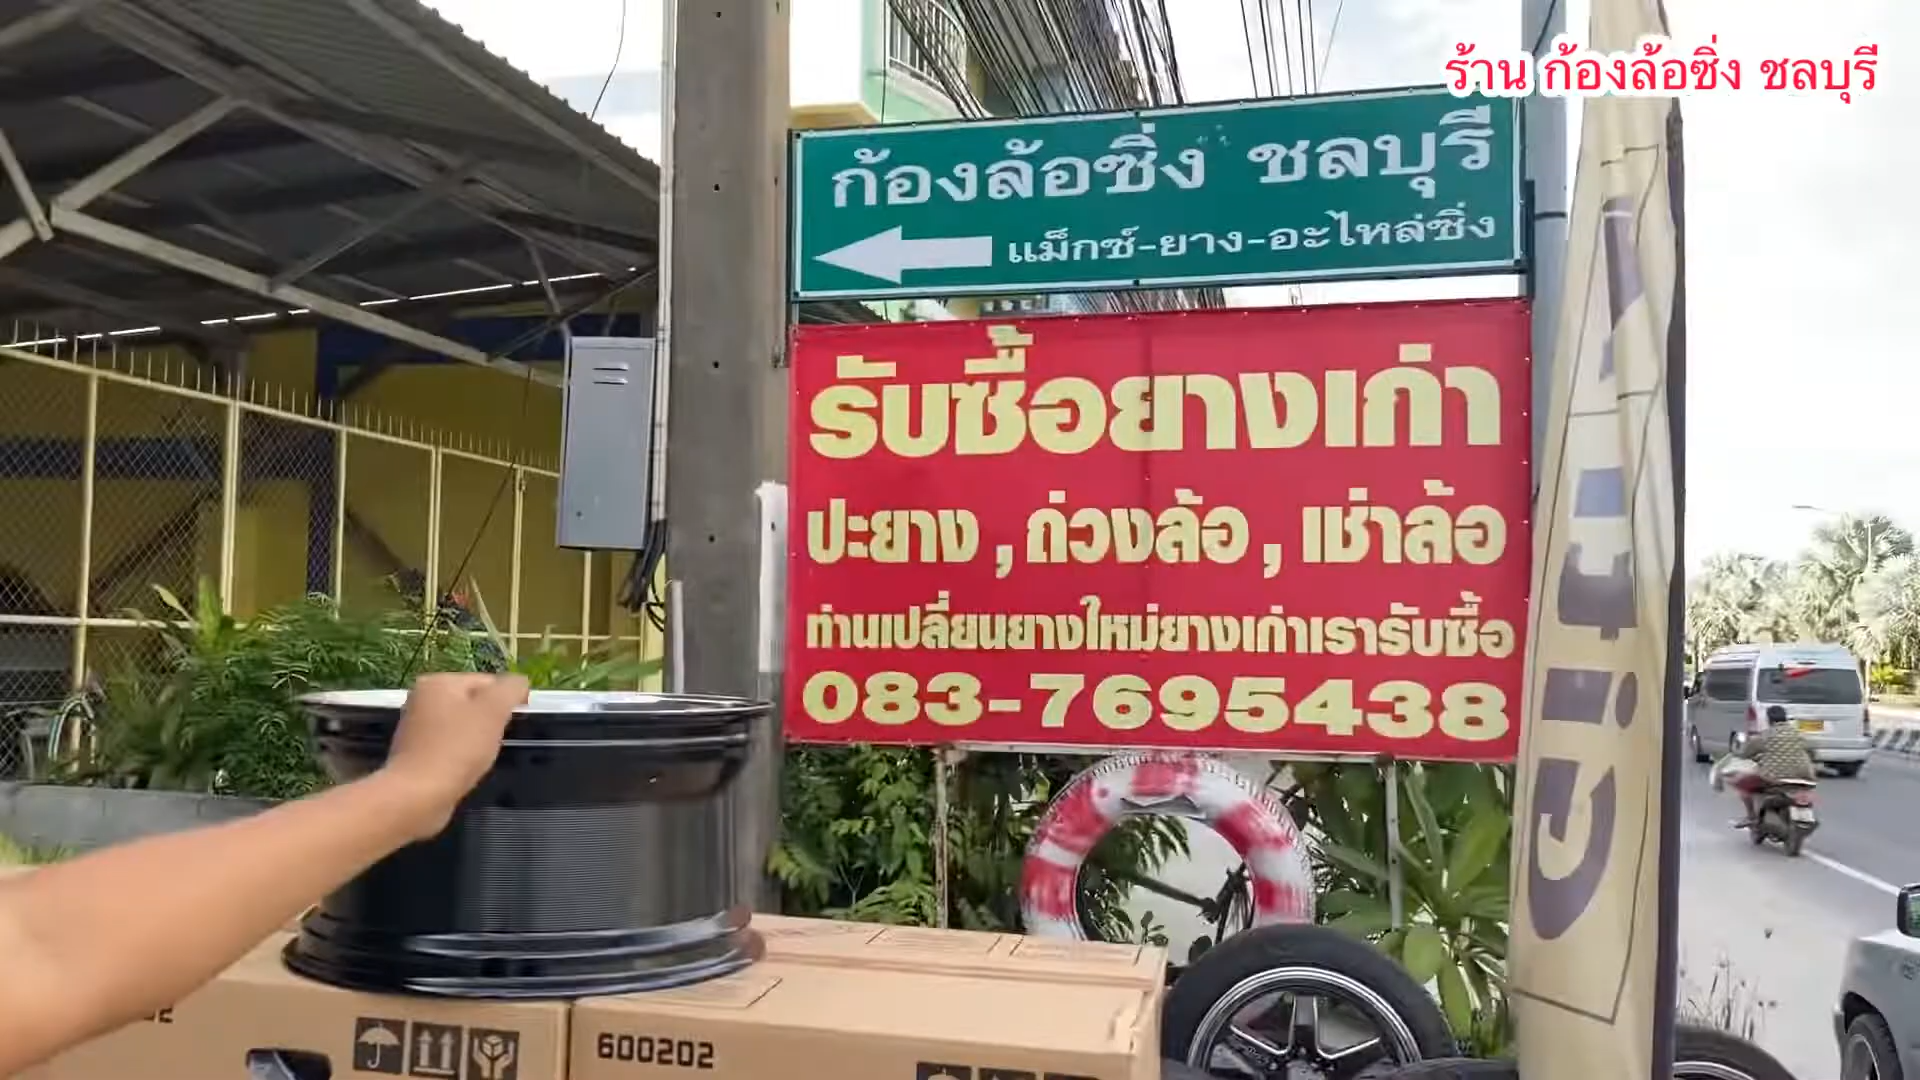 ร้าน ก้องล้อซิ่ง ชลบุรี
ก้องล้อซิ่ง ชลบุรี
แม็กซ์-ยาง-อะไหล่ซิ่ง
รับซื้อยางเก่า
ปะยาง , ถ่วงล้อ , เช่าล้อ
ท่านเปลี่ยนยางใหม่ยางเก่าเรารับซื้อ
083-7695438
600202